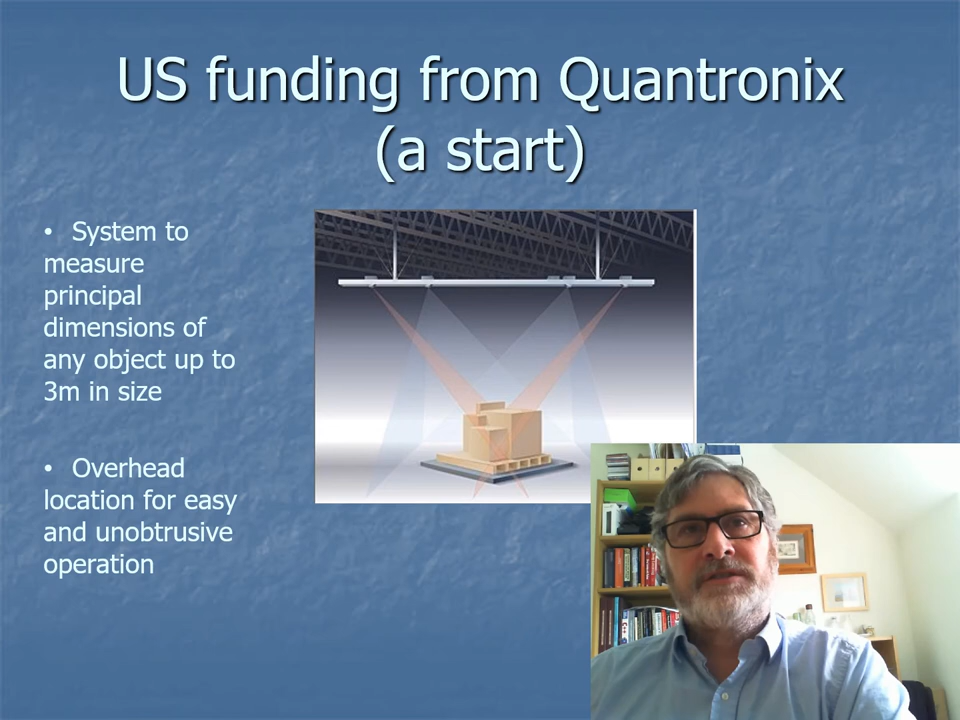 US funding from Quantronix
(a start)
• System to
measure
principal
dimensions of
any object up to
3m in size
• Overhead
location for easy
and unobtrusive
operation